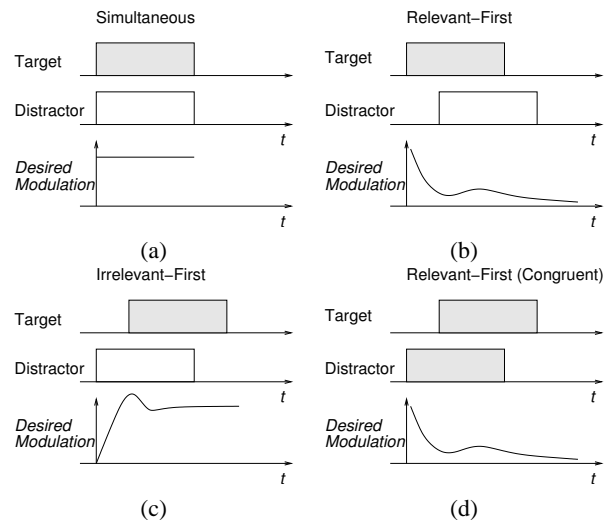 Simultaneous
Target
Distractor
t
Desired
Modulation
t
(a)
Relevant−First
Target
Distractor
t
Desired
Modulation
t
(b)
Irrelevant−First
Target
Distractor
t
Desired
Modulation
t
(c)
Relevant−First (Congruent)
Target
Distractor
t
Desired
Modulation
t
(d)